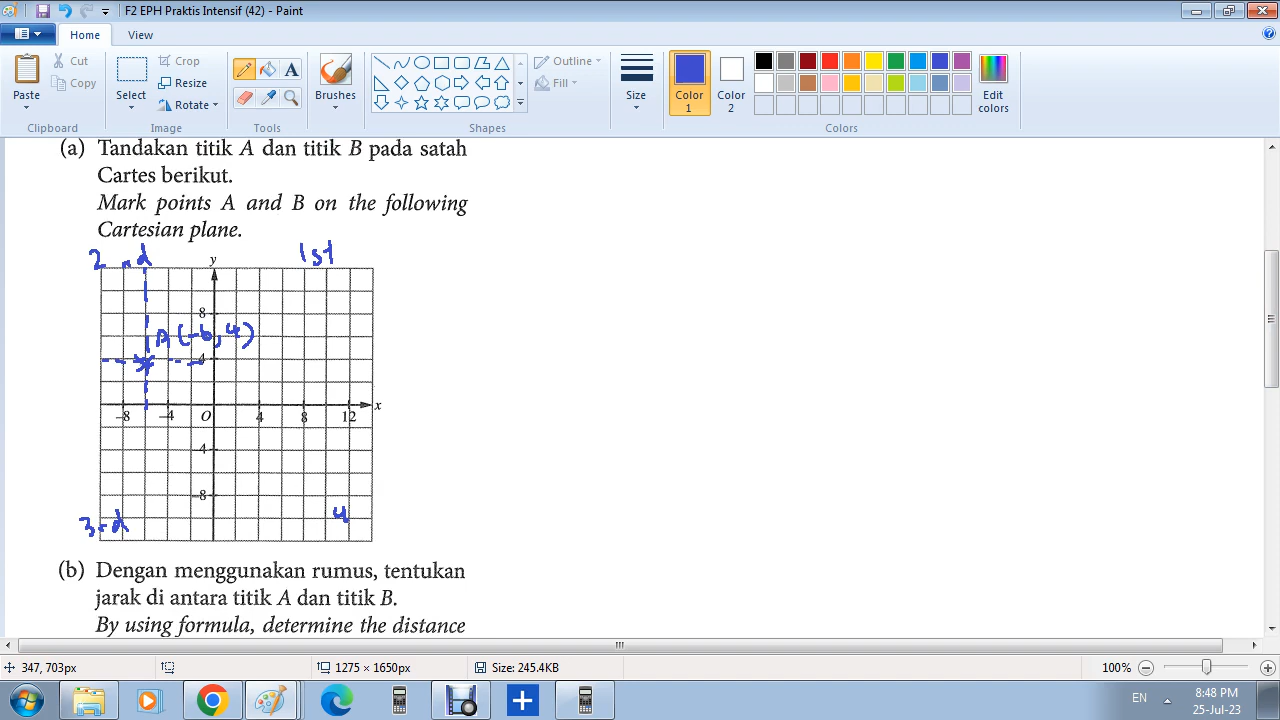 F2 EPH Praktis Intensif (42) - Paint
Home View
Paste
Cut
Copy
Clipboard
Select
Crop
Resize
Rotate
Image
A
Tools
Brushes
Outline
Fill
Shapes
Size
Color 1
Color 2
Edit colors
Colors
(a) Tandakan titik A dan titik B pada satah
Cartes berikut.
Mark points A and B on the following
Cartesian plane.
2 nd
1st
y
8
A(-6,4)
4
–8 –4 O 4 8 12 x
–4
–8
3rd
4
(b) Dengan menggunakan rumus, tentukan
jarak di antara titik A dan titik B.
By using formula, determine the distance
347, 703px
1275 × 1650px
Size: 245.4KB
100%
EN
8:48 PM
25-Jul-23